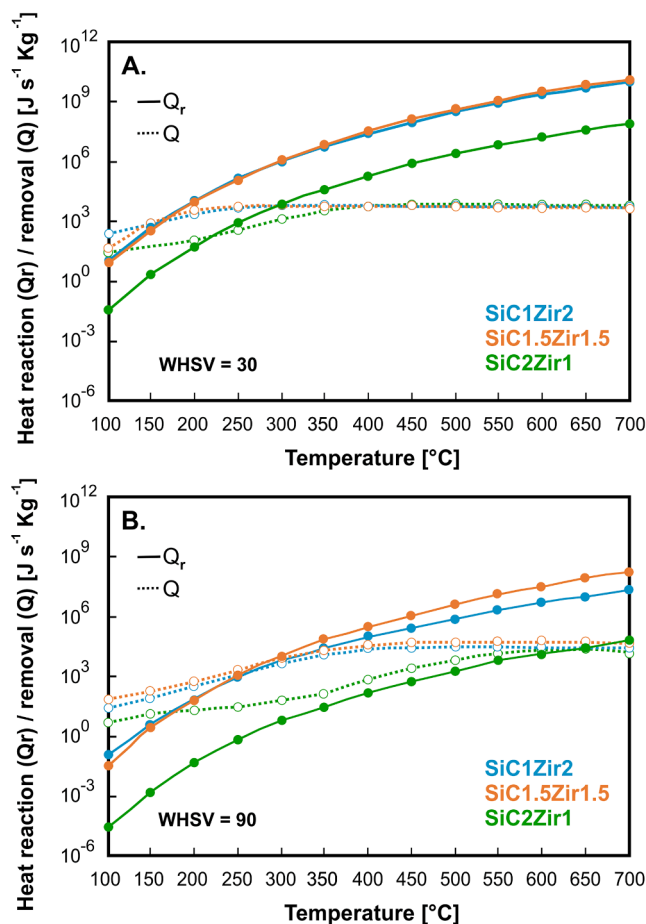 A.
Heat reaction (Qr) / removal (Q) [J s-1 Kg-1]
10^12
10^9
10^6
10^3
10^0
10^-3
10^-6
Qr
Q
SiC1Zir2
SiC1.5Zir1.5
SiC2Zir1
WHSV = 30
100 150 200 250 300 350 400 450 500 550 600 650 700
Temperature [°C]
B.
Heat reaction (Qr) / removal (Q) [J s-1 Kg-1]
10^12
10^9
10^6
10^3
10^0
10^-3
10^-6
Qr
Q
SiC1Zir2
SiC1.5Zir1.5
SiC2Zir1
WHSV = 90
100 150 200 250 300 350 400 450 500 550 600 650 700
Temperature [°C]